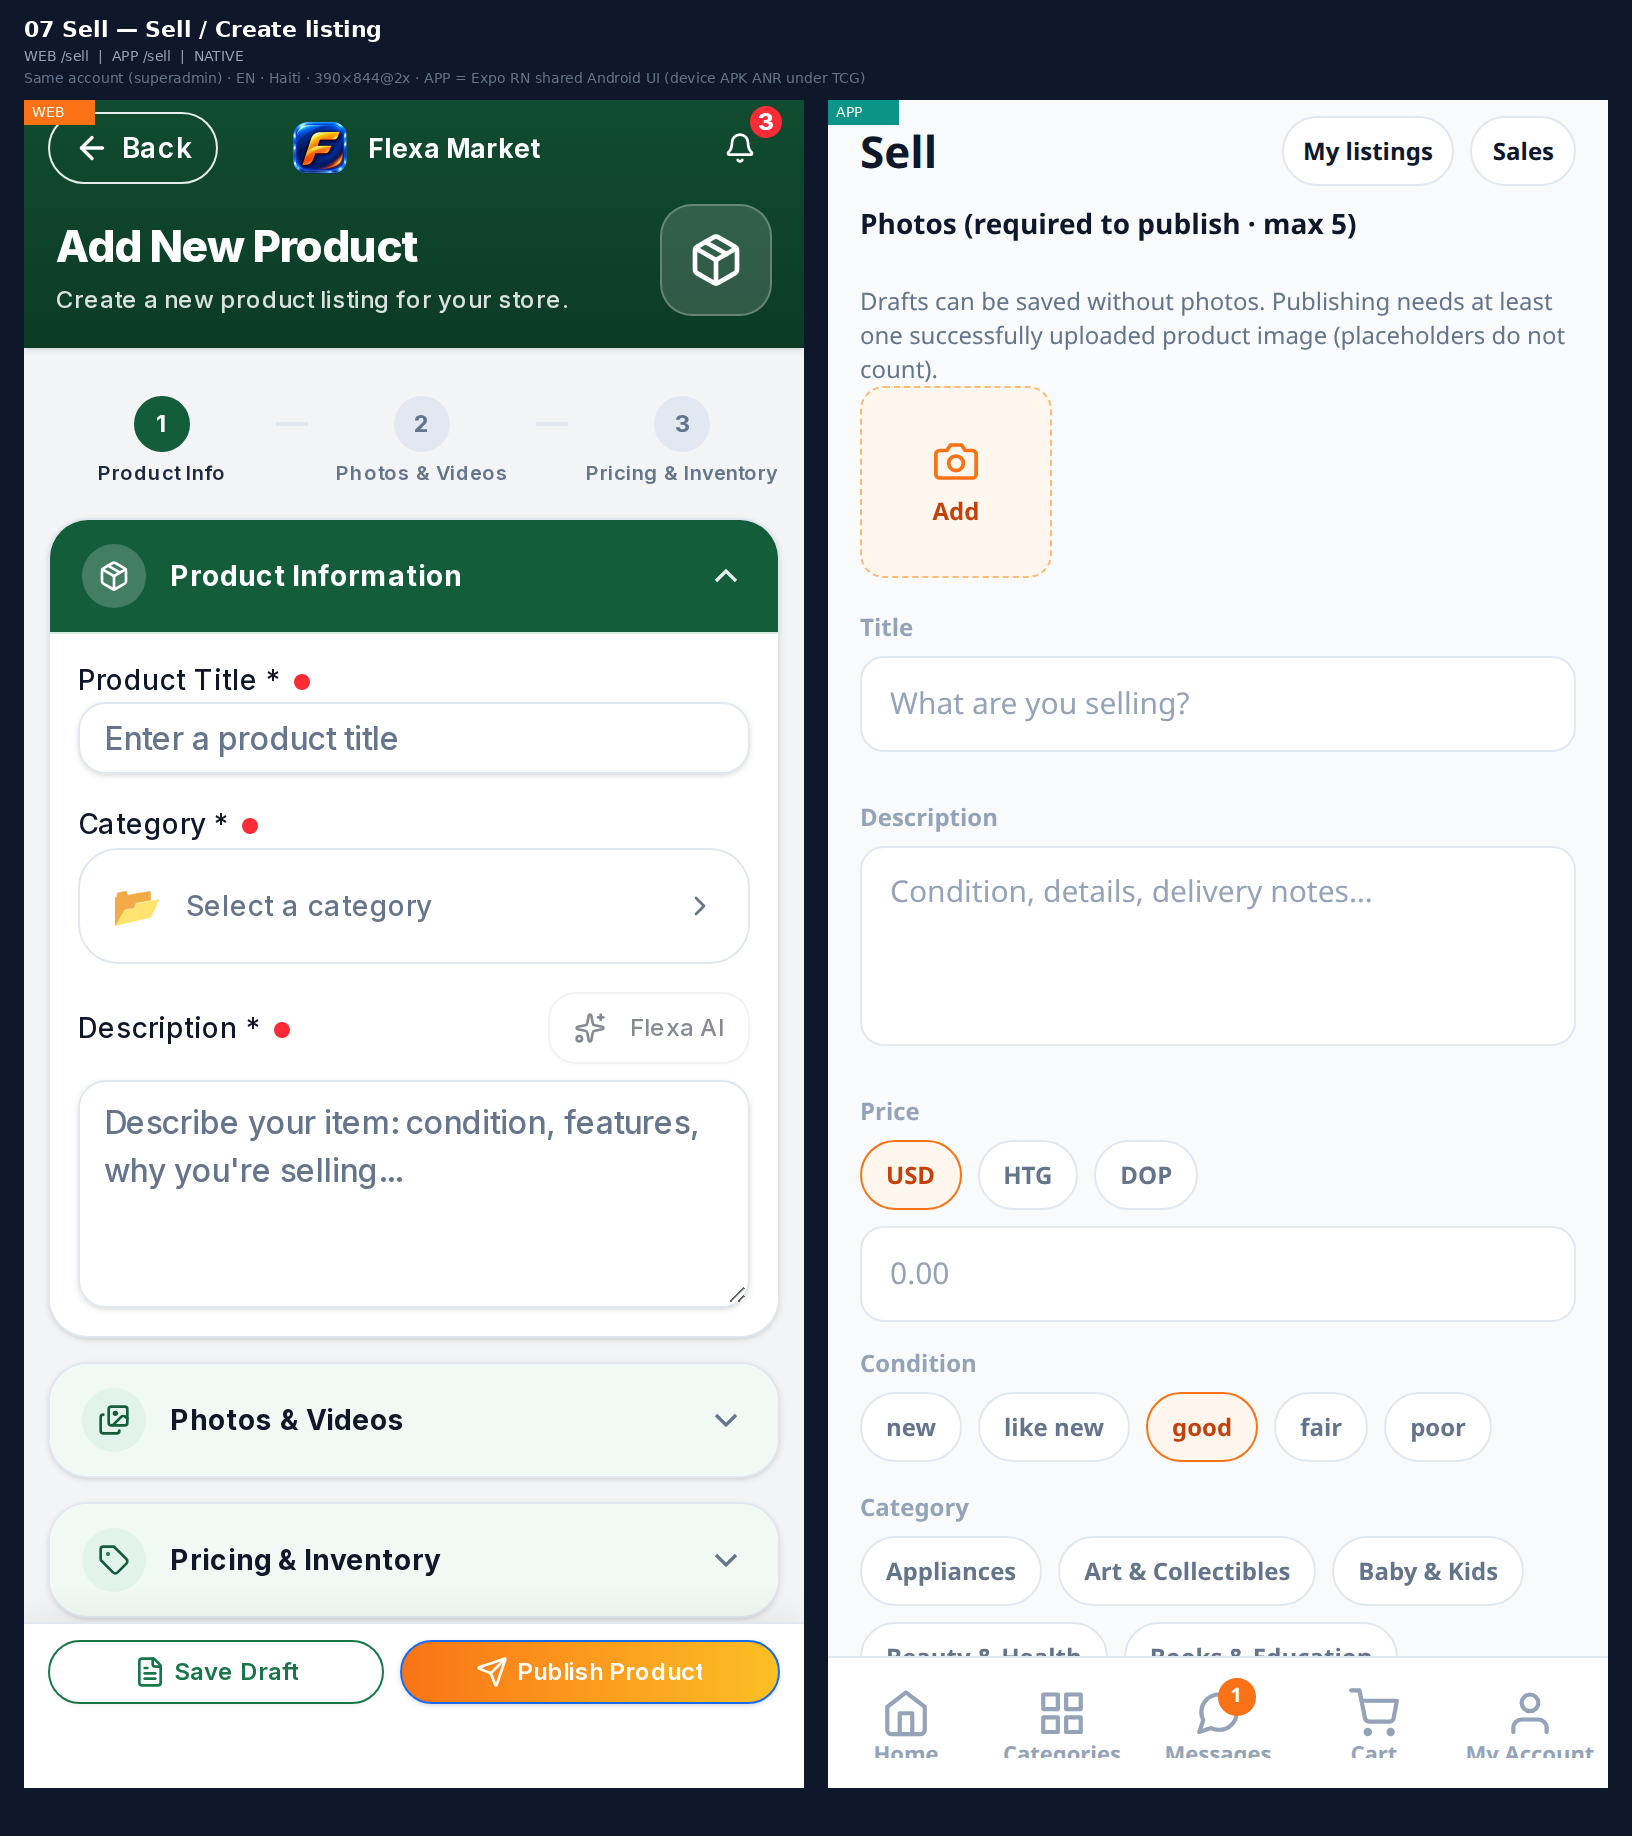 07 Sell — Sell / Create listing
WEB /sell | APP /sell | NATIVE
Same account (superadmin) · EN · Haiti · 390×844@2x · APP = Expo RN shared Android UI (device APK ANR under TCG)
WEB
Back
Flexa Market
3
Add New Product
Create a new product listing for your store.
1
2
3
Product Info
Photos & Videos
Pricing & Inventory
Product Information
Product Title *
Enter a product title
Category *
Select a category
Description *
Flexa AI
Describe your item: condition, features,
why you're selling...
Photos & Videos
Pricing & Inventory
Save Draft
Publish Product
APP
Sell
My listings
Sales
Photos (required to publish · max 5)
Drafts can be saved without photos. Publishing needs at least
one successfully uploaded product image (placeholders do not
count).
Add
Title
What are you selling?
Description
Condition, details, delivery notes...
Price
USD
HTG
DOP
0.00
Condition
new
like new
good
fair
poor
Category
Appliances
Art & Collectibles
Baby & Kids
Beauty & Health
Books & Education
1
Home
Categories
Messages
Cart
My Account